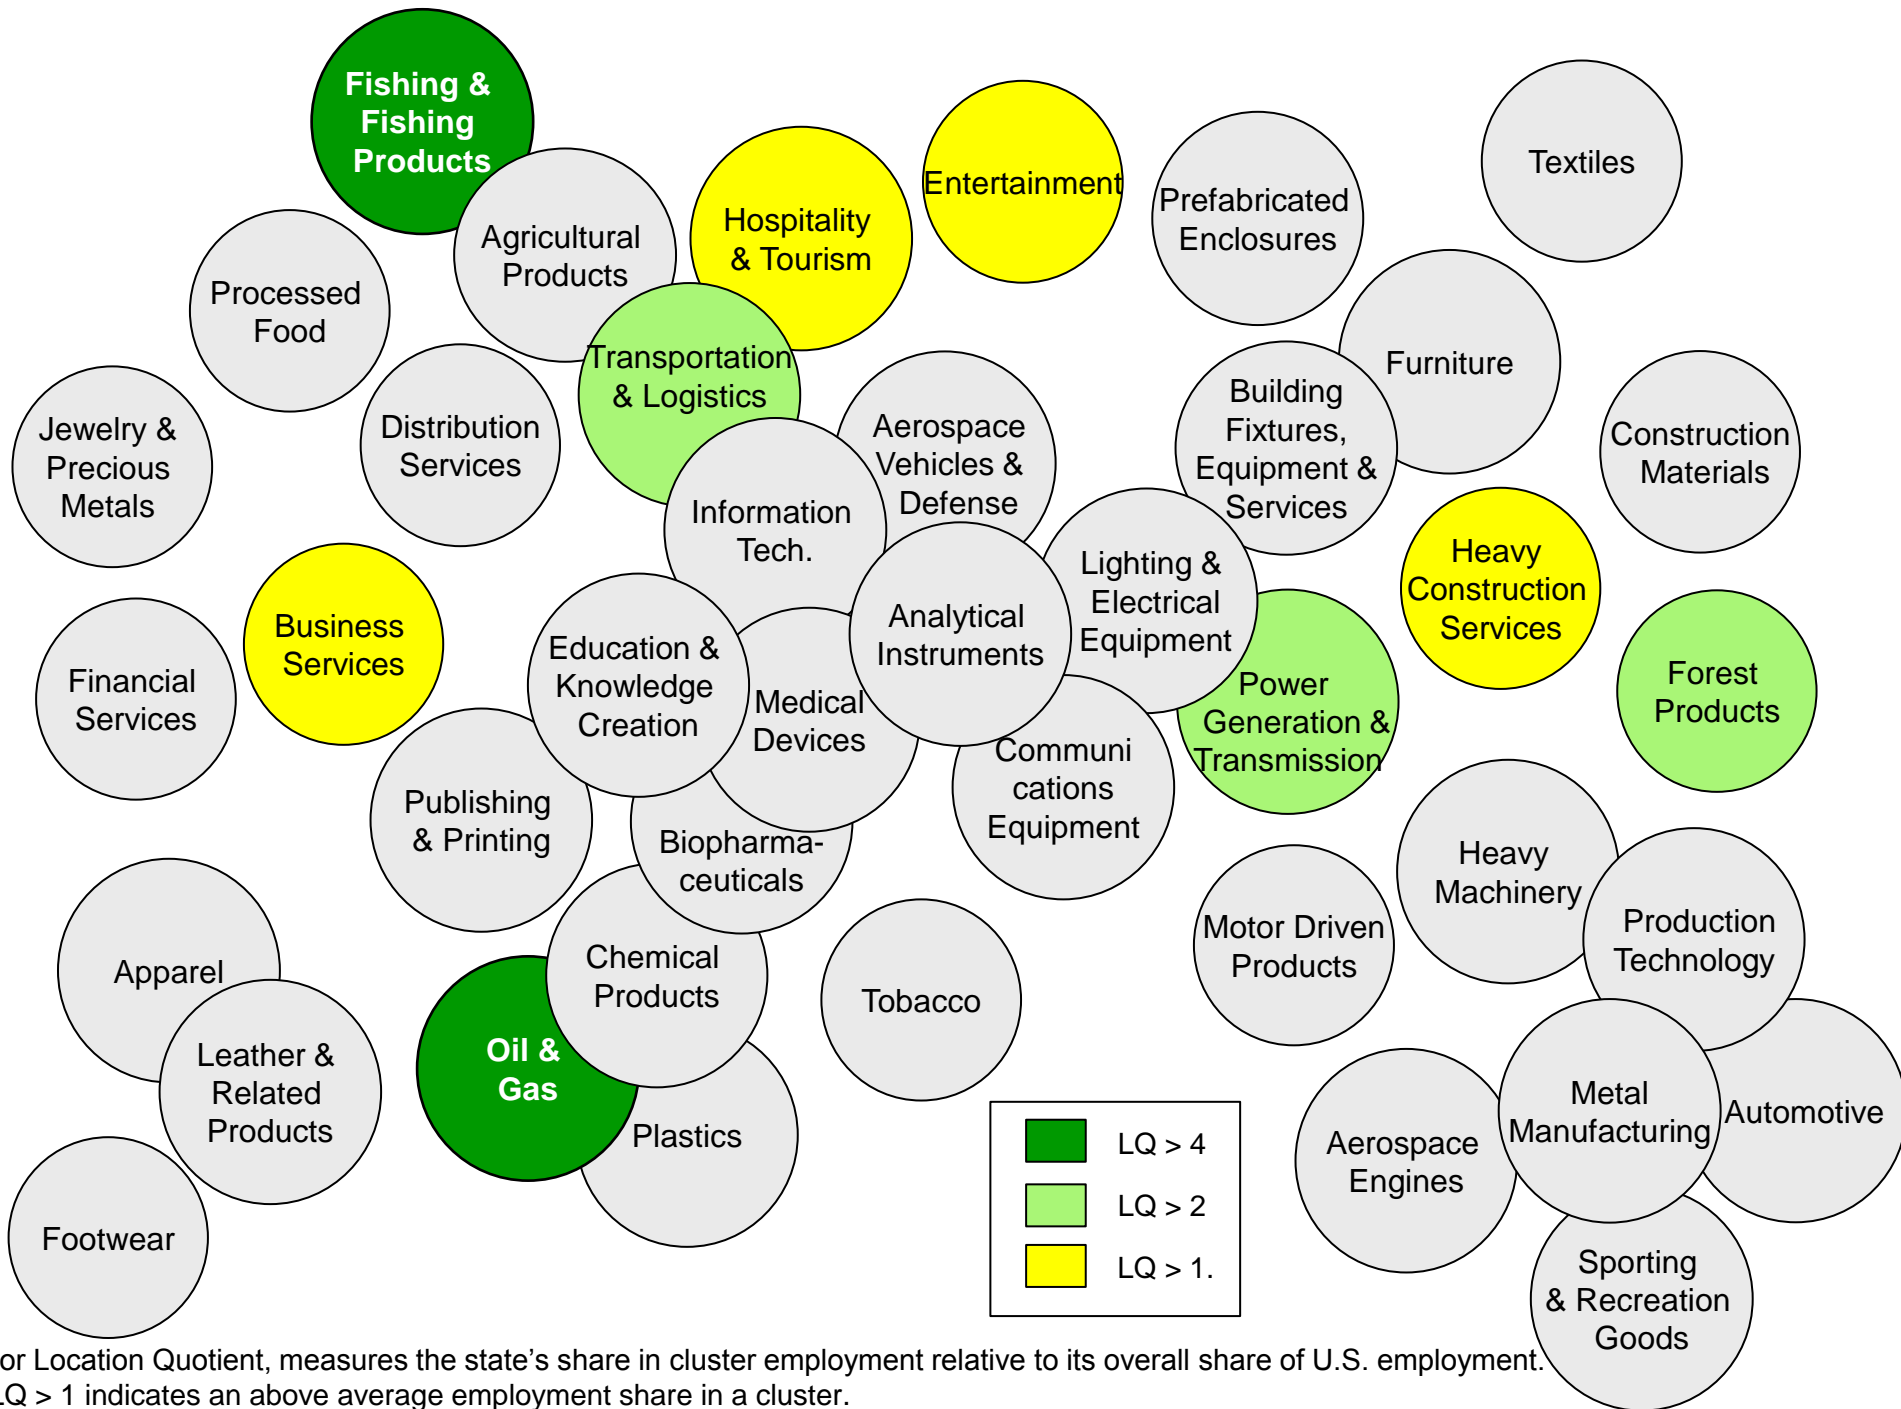 Fishing &
Fishing
Products
Textiles
Entertainment
Prefabricated
Enclosures
Hospitality
& Tourism
Agricultural
Products
Processed
Food
Transportation
& Logistics
Furniture
Building
Fixtures,
Equipment &
Services
Jewelry &
Precious
Metals
Distribution
Services
Aerospace
Vehicles &
Defense
Construction
Materials
Information
Tech.
Heavy
Construction
Services
Lighting &
Electrical
Equipment
Business
Services
Education &
Knowledge
Creation
Analytical
Instruments
Financial
Services
Medical
Devices
Power
Generation &
Transmission
Forest
Products
Communi
cations
Equipment
Publishing
& Printing
Biopharma-
ceuticals
Heavy
Machinery
Motor Driven
Products
Production
Technology
Apparel
Chemical
Products
Tobacco
Leather &
Related
Products
Oil &
Gas
Plastics
Metal
Manufacturing
Automotive
Aerospace
Engines
Footwear
Sporting
& Recreation
Goods
LQ > 4
LQ > 2
LQ > 1.
or Location Quotient, measures the state’s share in cluster employment relative to its overall share of U.S. employment.
LQ > 1 indicates an above average employment share in a cluster.